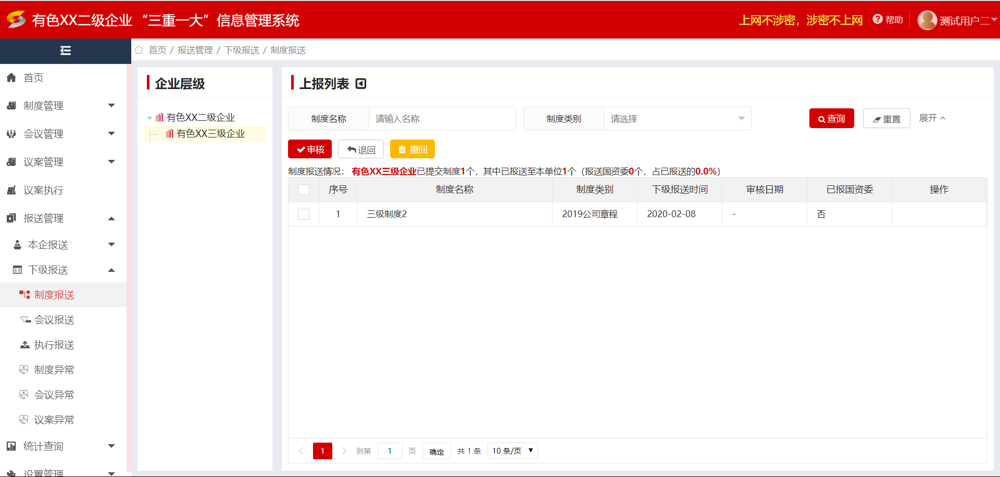 有色XX二级企业 “三重一大” 信息管理系统
上网不涉密，涉密不上网
帮助
测试用户二
首页 / 报送管理 / 下级报送 / 制度报送
首页
制度管理
会议管理
议案管理
议案执行
报送管理
本企报送
下级报送
制度报送
会议报送
执行报送
制度异常
会议异常
议案异常
统计查询
设置管理
企业层级
有色XX二级企业
有色XX三级企业
上报列表
制度名称 请输入名称 制度类别 请选择 查询 重置 展开
审核 退回 撤回
制度报送情况： 有色XX三级企业已提交制度1个，其中已报送至本单位1个（报送国资委0个，占已报送的0.0%）
序号 制度名称 制度类别 下级报送时间 审核日期 已报国资委 操作
1 三级制度2 2019公司章程 2020-02-08 - 否
1 到第 1 页 确定 共 1 条 10 条/页